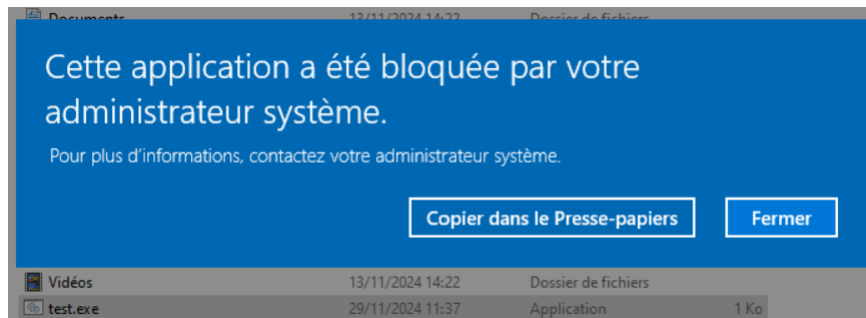 Documents 13/11/2024 14:22 Dossier de fichiers
Cette application a été bloquée par votre
administrateur système.
Pour plus d'informations, contactez votre administrateur système.
Copier dans le Presse-papiers Fermer
Vidéos 13/11/2024 14:22 Dossier de fichiers
test.exe 29/11/2024 11:37 Application 1 Ko